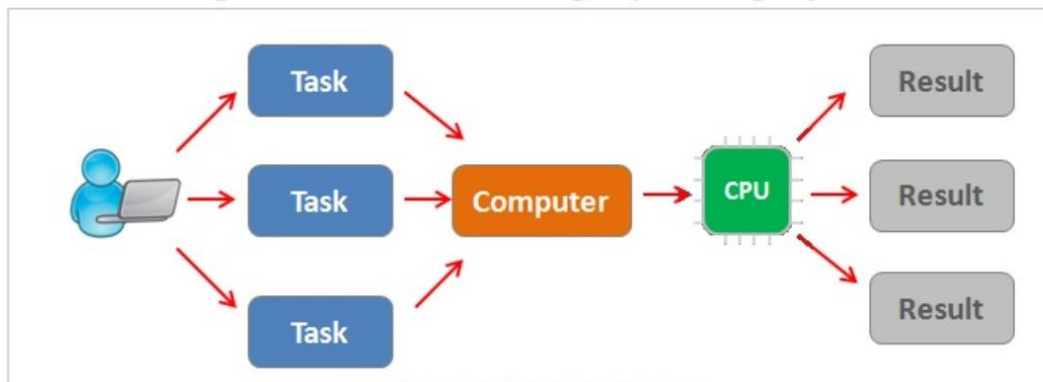 Task
Result
Task
Computer
CPU
Result
Task
Result